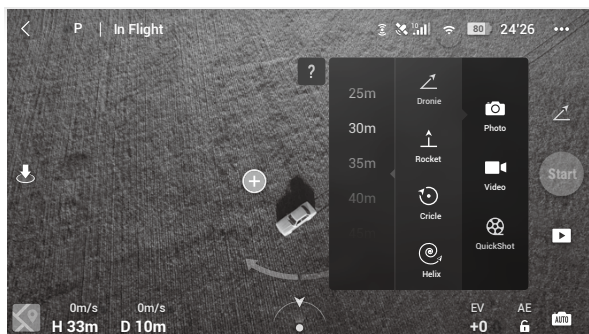 P | In Flight
10
80
24'26
?
25m
30m
35m
40m
Dronie
Rocket
Cricle
Helix
Photo
Video
QuickShot
Start
0m/s
0m/s
H 33m
D 10m
EV
+0
AE
AUTO